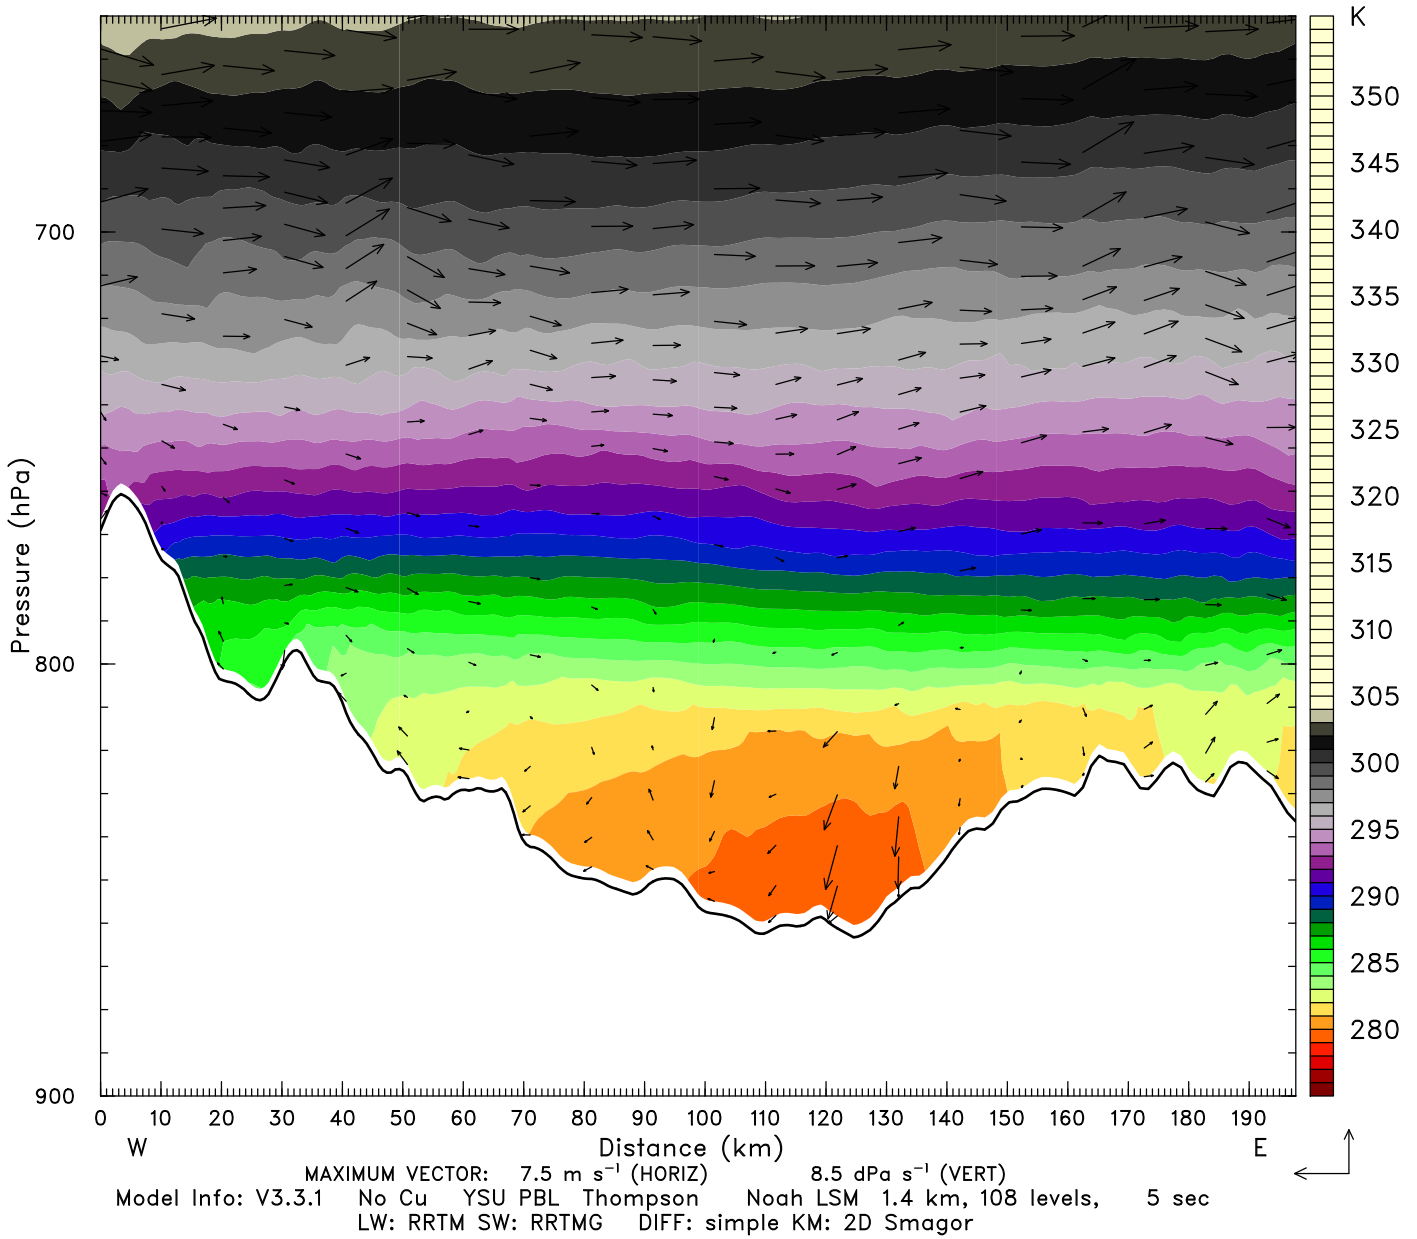 K
350
345
340
335
330
325
320
315
310
305
300
295
290
285
280
Pressure (hPa)
700
800
900
0 10 20 30 40 50 60 70 80 90 100 110 120 130 140 150 160 170 180 190
W Distance (km) E
MAXIMUM VECTOR: 7.5 m s⁻¹ (HORIZ) 8.5 dPa s⁻¹ (VERT)
Model Info: V3.3.1 No Cu YSU PBL Thompson Noah LSM 1.4 km, 108 levels, 5 sec
LW: RRTM SW: RRTMG DIFF: simple KM: 2D Smagor